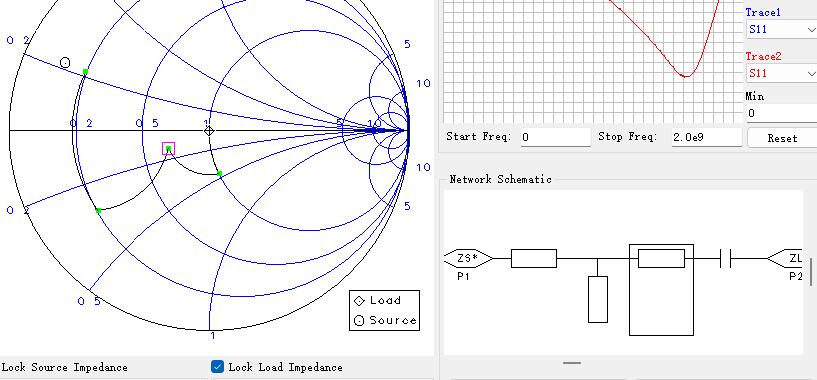 Trace1
S11
Trace2
S11
Min
0
Start Freq: 0 Stop Freq: 2.0e9 Reset
0 2
5
10
0 2 0 5 1 5 10
10
0 2
5
0 5
1
Load
Source
Lock Source Impedance
Lock Load Impedance
Network Schematic
ZS*
P1
ZL
P2